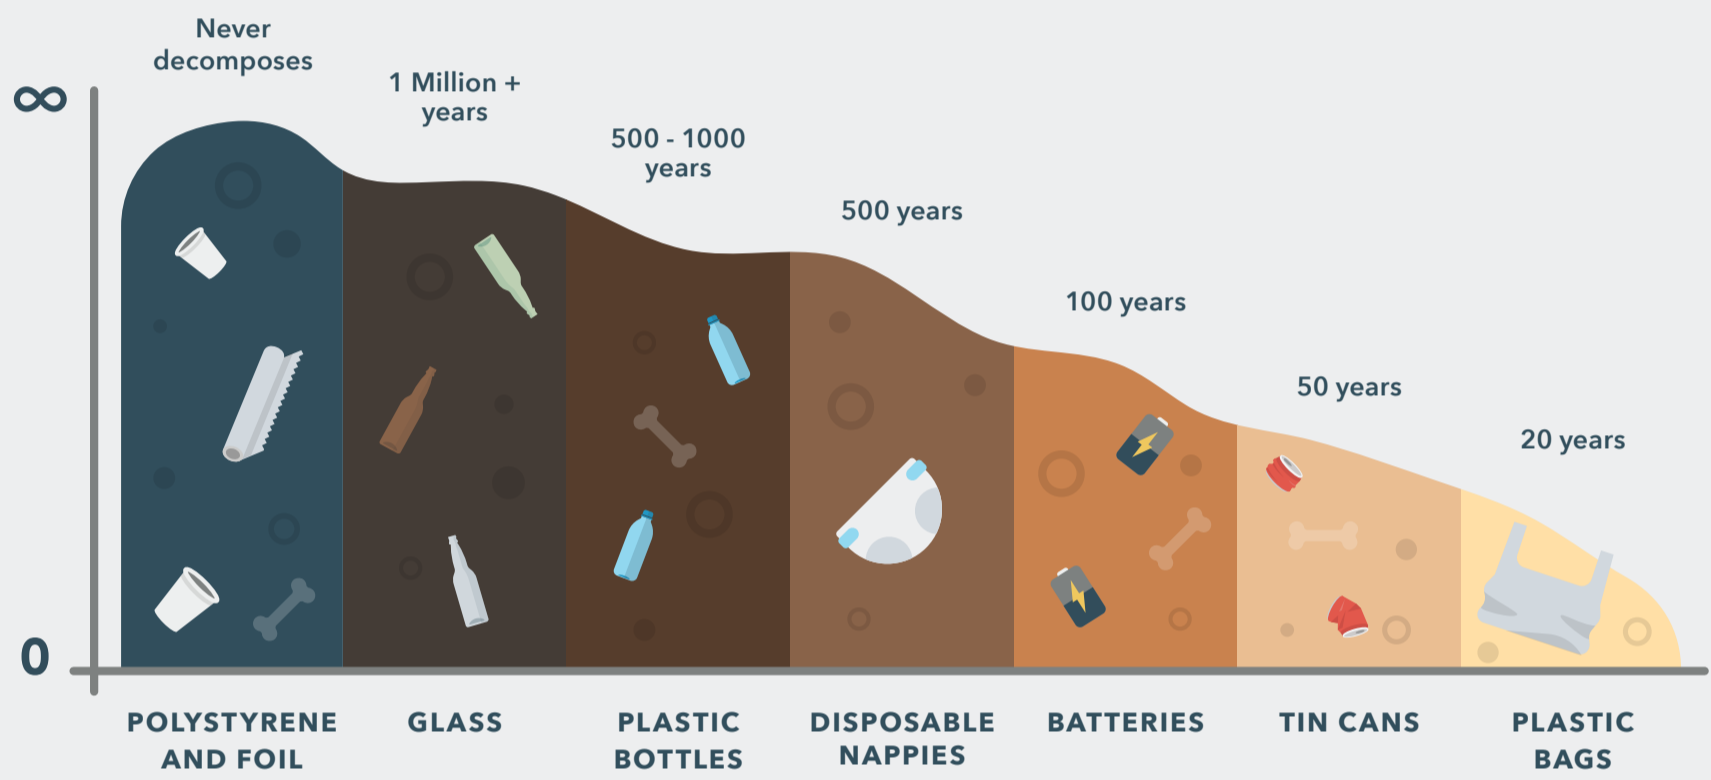 Never
decomposes
∞
1 Million +
years
500 - 1000
years
500 years
100 years
50 years
20 years
0
POLYSTYRENE
AND FOIL
GLASS
PLASTIC
BOTTLES
DISPOSABLE
NAPPIES
BATTERIES
TIN CANS
PLASTIC
BAGS